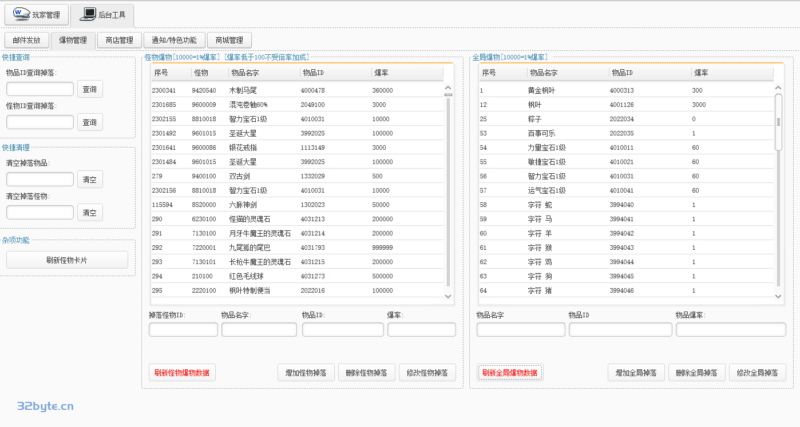 玩家管理 后台工具
邮件发放 爆物管理 商店管理 通知/特色功能 商城管理
快捷查询
物品ID查询掉落:
查询
怪物ID查询掉落:
查询
快捷清理
清空掉落物品:
清空
清空掉落怪物:
清空
杂项功能
刷新怪物卡片
怪物爆物[10000=1%爆率] [爆率低于100不受倍率加成]
序号 怪物 物品名字 物品ID 爆率
2300341 9420540 木制马尾 4000478 360000
2301685 9600009 混沌卷轴60% 2049100 3000
2302155 8810018 智力宝石1级 4010031 10000
2301492 9601015 圣诞大星 3992025 100000
2301641 9600086 银花戒指 1113149 3000
2301484 9601015 圣诞大星 3992025 100000
279 9400100 双古剑 1332029 500
2302156 8810018 智力宝石1级 4010031 10000
115594 8520000 六脉神剑 1302023 50000
290 6230100 怪猫的灵魂石 4031213 200000
291 7130100 月牙牛魔王的灵魂石 4031214 200000
292 7220001 九尾狐的尾巴 4031793 999999
293 7130101 长枪牛魔王的灵魂石 4031215 200000
294 210100 红色毛绒球 4031273 500000
295 2220100 枫叶特制便当 2022016 100000
掉落怪物ID: 物品名字: 物品ID: 爆率:
刷新怪物爆物数据 增加怪物掉落 删除怪物掉落 修改怪物掉落
全局爆物[10000=1%爆率]
序号 物品名字 物品ID 爆率
1 黄金枫叶 4000313 300
12 枫叶 4001126 3000
25 粽子 2022034 0
53 百事可乐 2022035 1
54 力量宝石1级 4010011 60
55 敏捷宝石1级 4010021 60
56 智力宝石1级 4010031 60
57 运气宝石1级 4010041 60
58 字符 蛇 3994040 1
59 字符 马 3994041 1
60 字符 羊 3994042 1
61 字符 猴 3994043 1
62 字符 鸡 3994044 1
63 字符 狗 3994045 1
64 字符 猪 3994046 1
物品名字 物品ID 物品爆率:
刷新全局爆物数据 增加全局掉落 删除全局掉落 修改全局掉落
32byte.cn